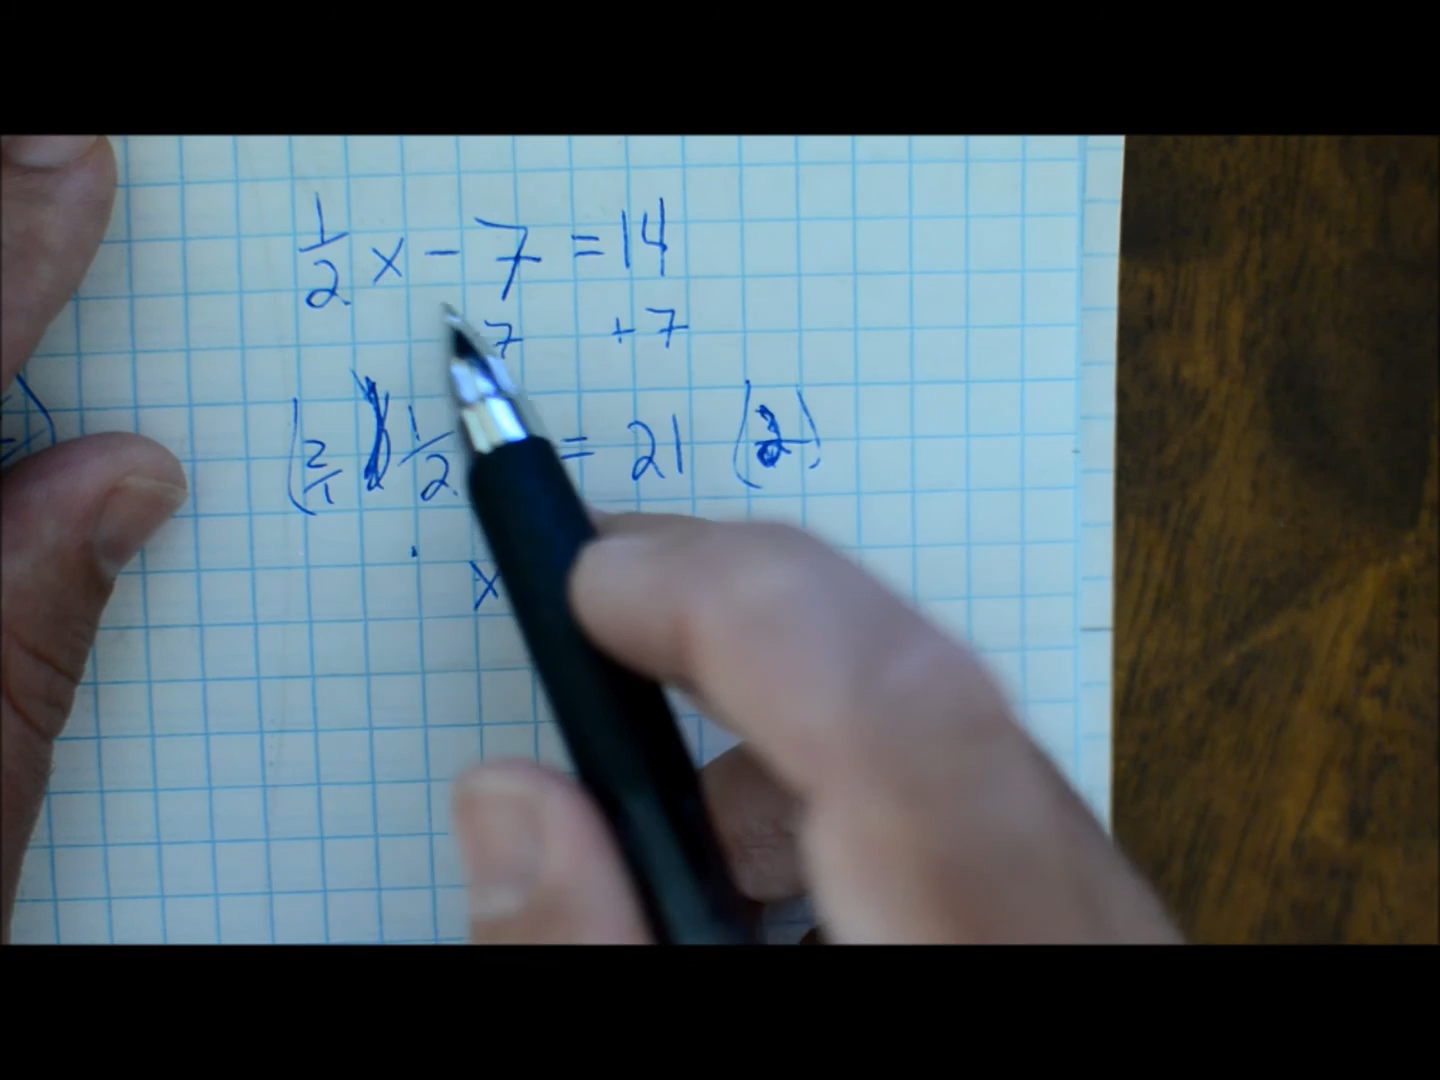 1/2 x - 7 = 14
7 + 7
(2/1) 1/2 = 21 (2)
x